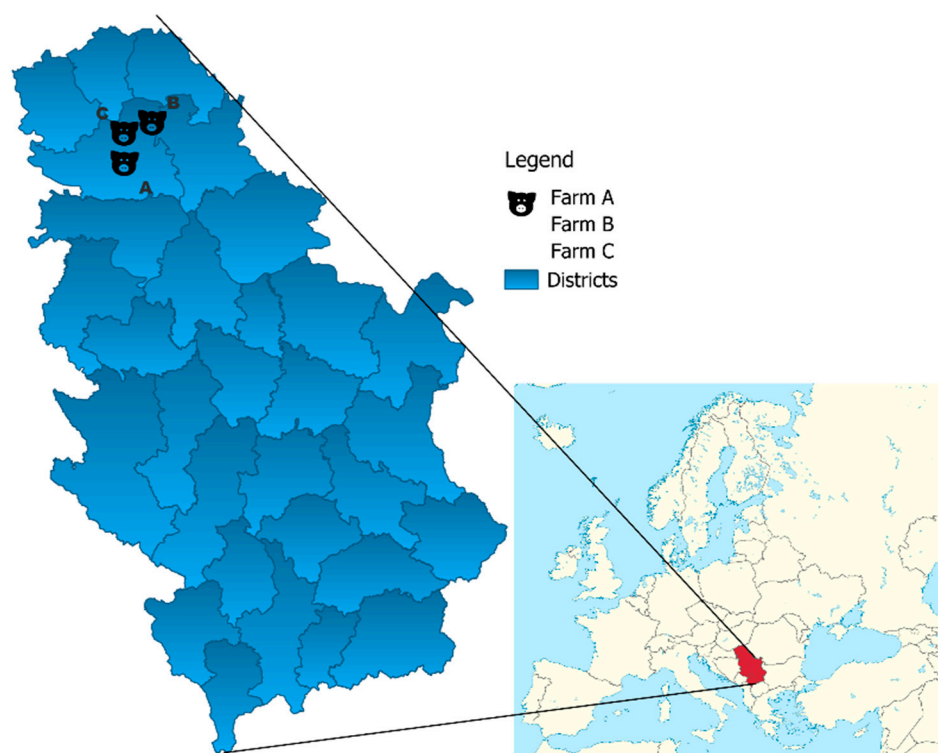 C
B
A
Legend
Farm A
Farm B
Farm C
Districts